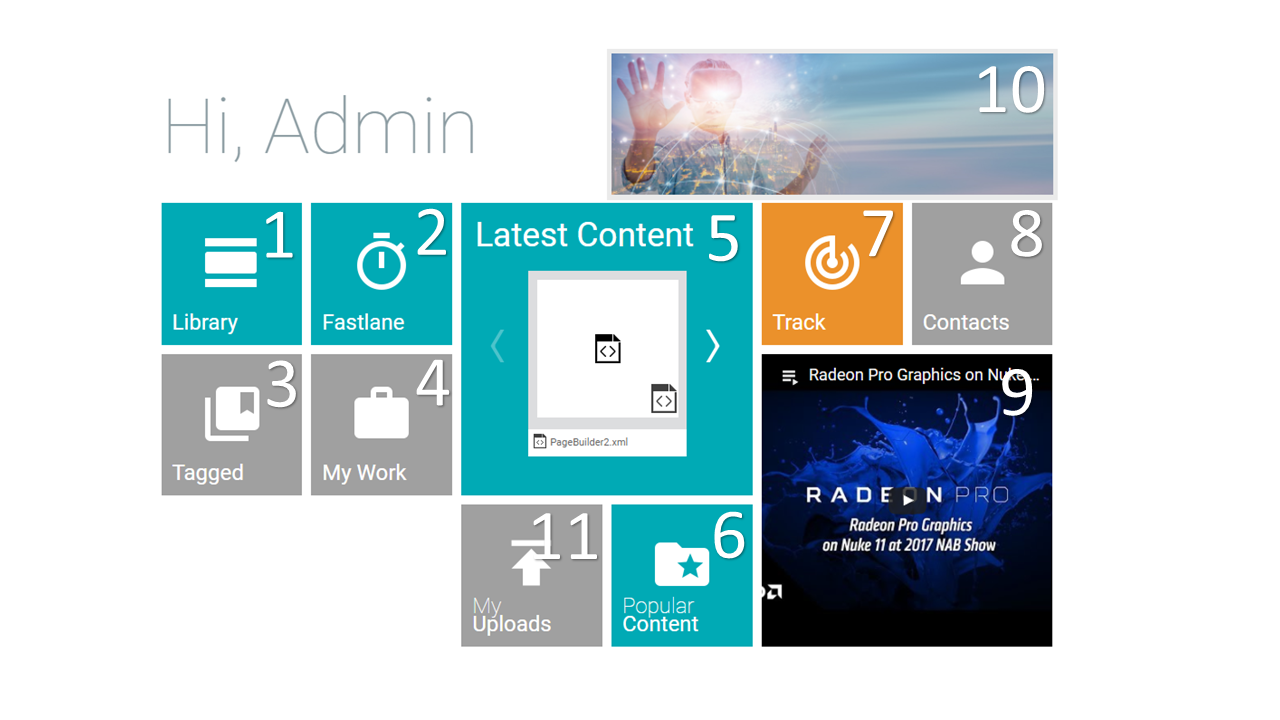 Hi, Admin
10
1
Library
2
Fastlane
Latest Content
5
PageBuilder2.xml
7
Track
8
Contacts
3
Tagged
4
My Work
Radeon Pro Graphics on Nuke ...
9
RADEON PRO
Radeon Pro Graphics
on Nuke 11 at 2017 NAB Show
11
My
Uploads
6
Popular
Content